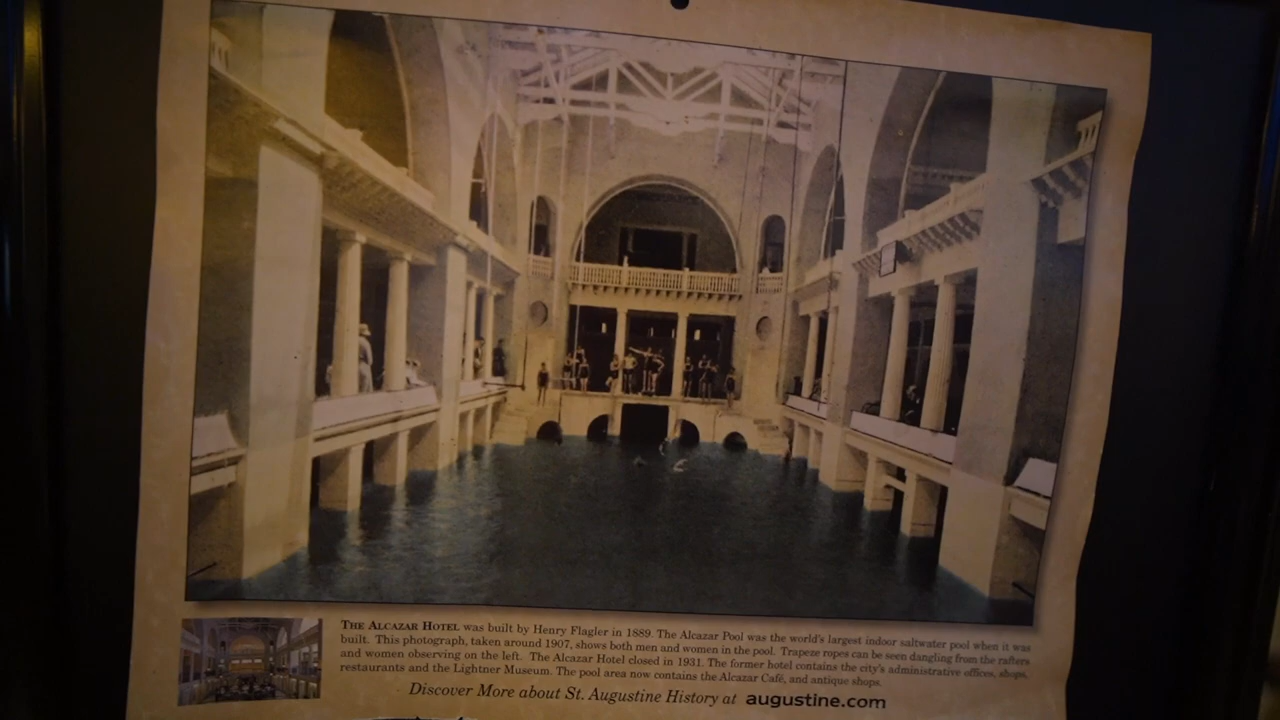 THE ALCAZAR HOTEL was built by Henry Flagler in 1889. The Alcazar Pool was the world's largest indoor saltwater pool when it was
built. This photograph, taken around 1907, shows both men and women in the pool. Trapeze ropes can be seen dangling from the rafters
and women observing on the left. The Alcazar Hotel closed in 1931. The former hotel contains the city's administrative offices, shops,
restaurants and the Lightner Museum. The pool area now contains the Alcazar Café, and antique shops.
Discover More about St. Augustine History at augustine.com